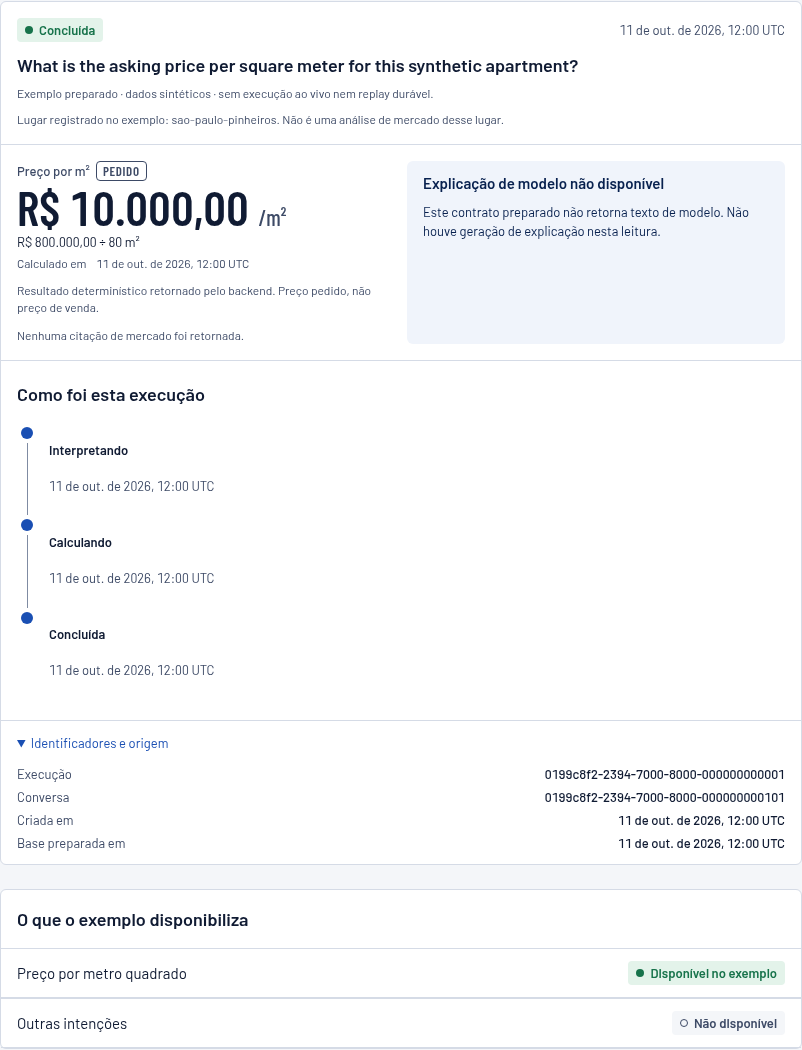 Concluída
11 de out. de 2026, 12:00 UTC
What is the asking price per square meter for this synthetic apartment?
Exemplo preparado · dados sintéticos · sem execução ao vivo nem replay durável.
Lugar registrado no exemplo: sao-paulo-pinheiros. Não é uma análise de mercado desse lugar.
Preço por m² PEDIDO
R$ 10.000,00 /m²
R$ 800.000,00 ÷ 80 m²
Calculado em 11 de out. de 2026, 12:00 UTC
Resultado determinístico retornado pelo backend. Preço pedido, não
preço de venda.
Nenhuma citação de mercado foi retornada.
Explicação de modelo não disponível
Este contrato preparado não retorna texto de modelo. Não
houve geração de explicação nesta leitura.
Como foi esta execução
Interpretando
11 de out. de 2026, 12:00 UTC
Calculando
11 de out. de 2026, 12:00 UTC
Concluída
11 de out. de 2026, 12:00 UTC
▼ Identificadores e origem
Execução 0199c8f2-2394-7000-8000-000000000001
Conversa 0199c8f2-2394-7000-8000-000000000101
Criada em 11 de out. de 2026, 12:00 UTC
Base preparada em 11 de out. de 2026, 12:00 UTC
O que o exemplo disponibiliza
Preço por metro quadrado Disponível no exemplo
Outras intenções Não disponível